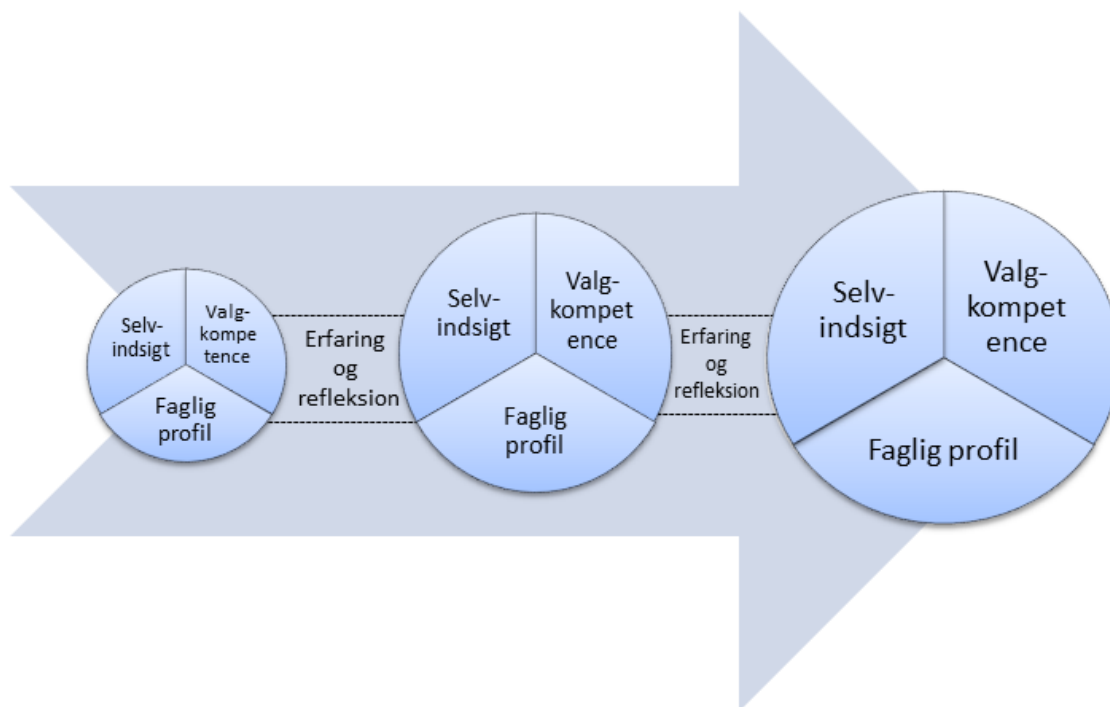 Selv-
indsigt
Valg-
kompe
tence
Faglig
profil
Erfaring
og
refleksion
Selv-
indsigt
Valg-
kompet
ence
Faglig
profil
Erfaring
og
refleksion
Selv-
indsigt
Valg-
kompet
ence
Faglig profil